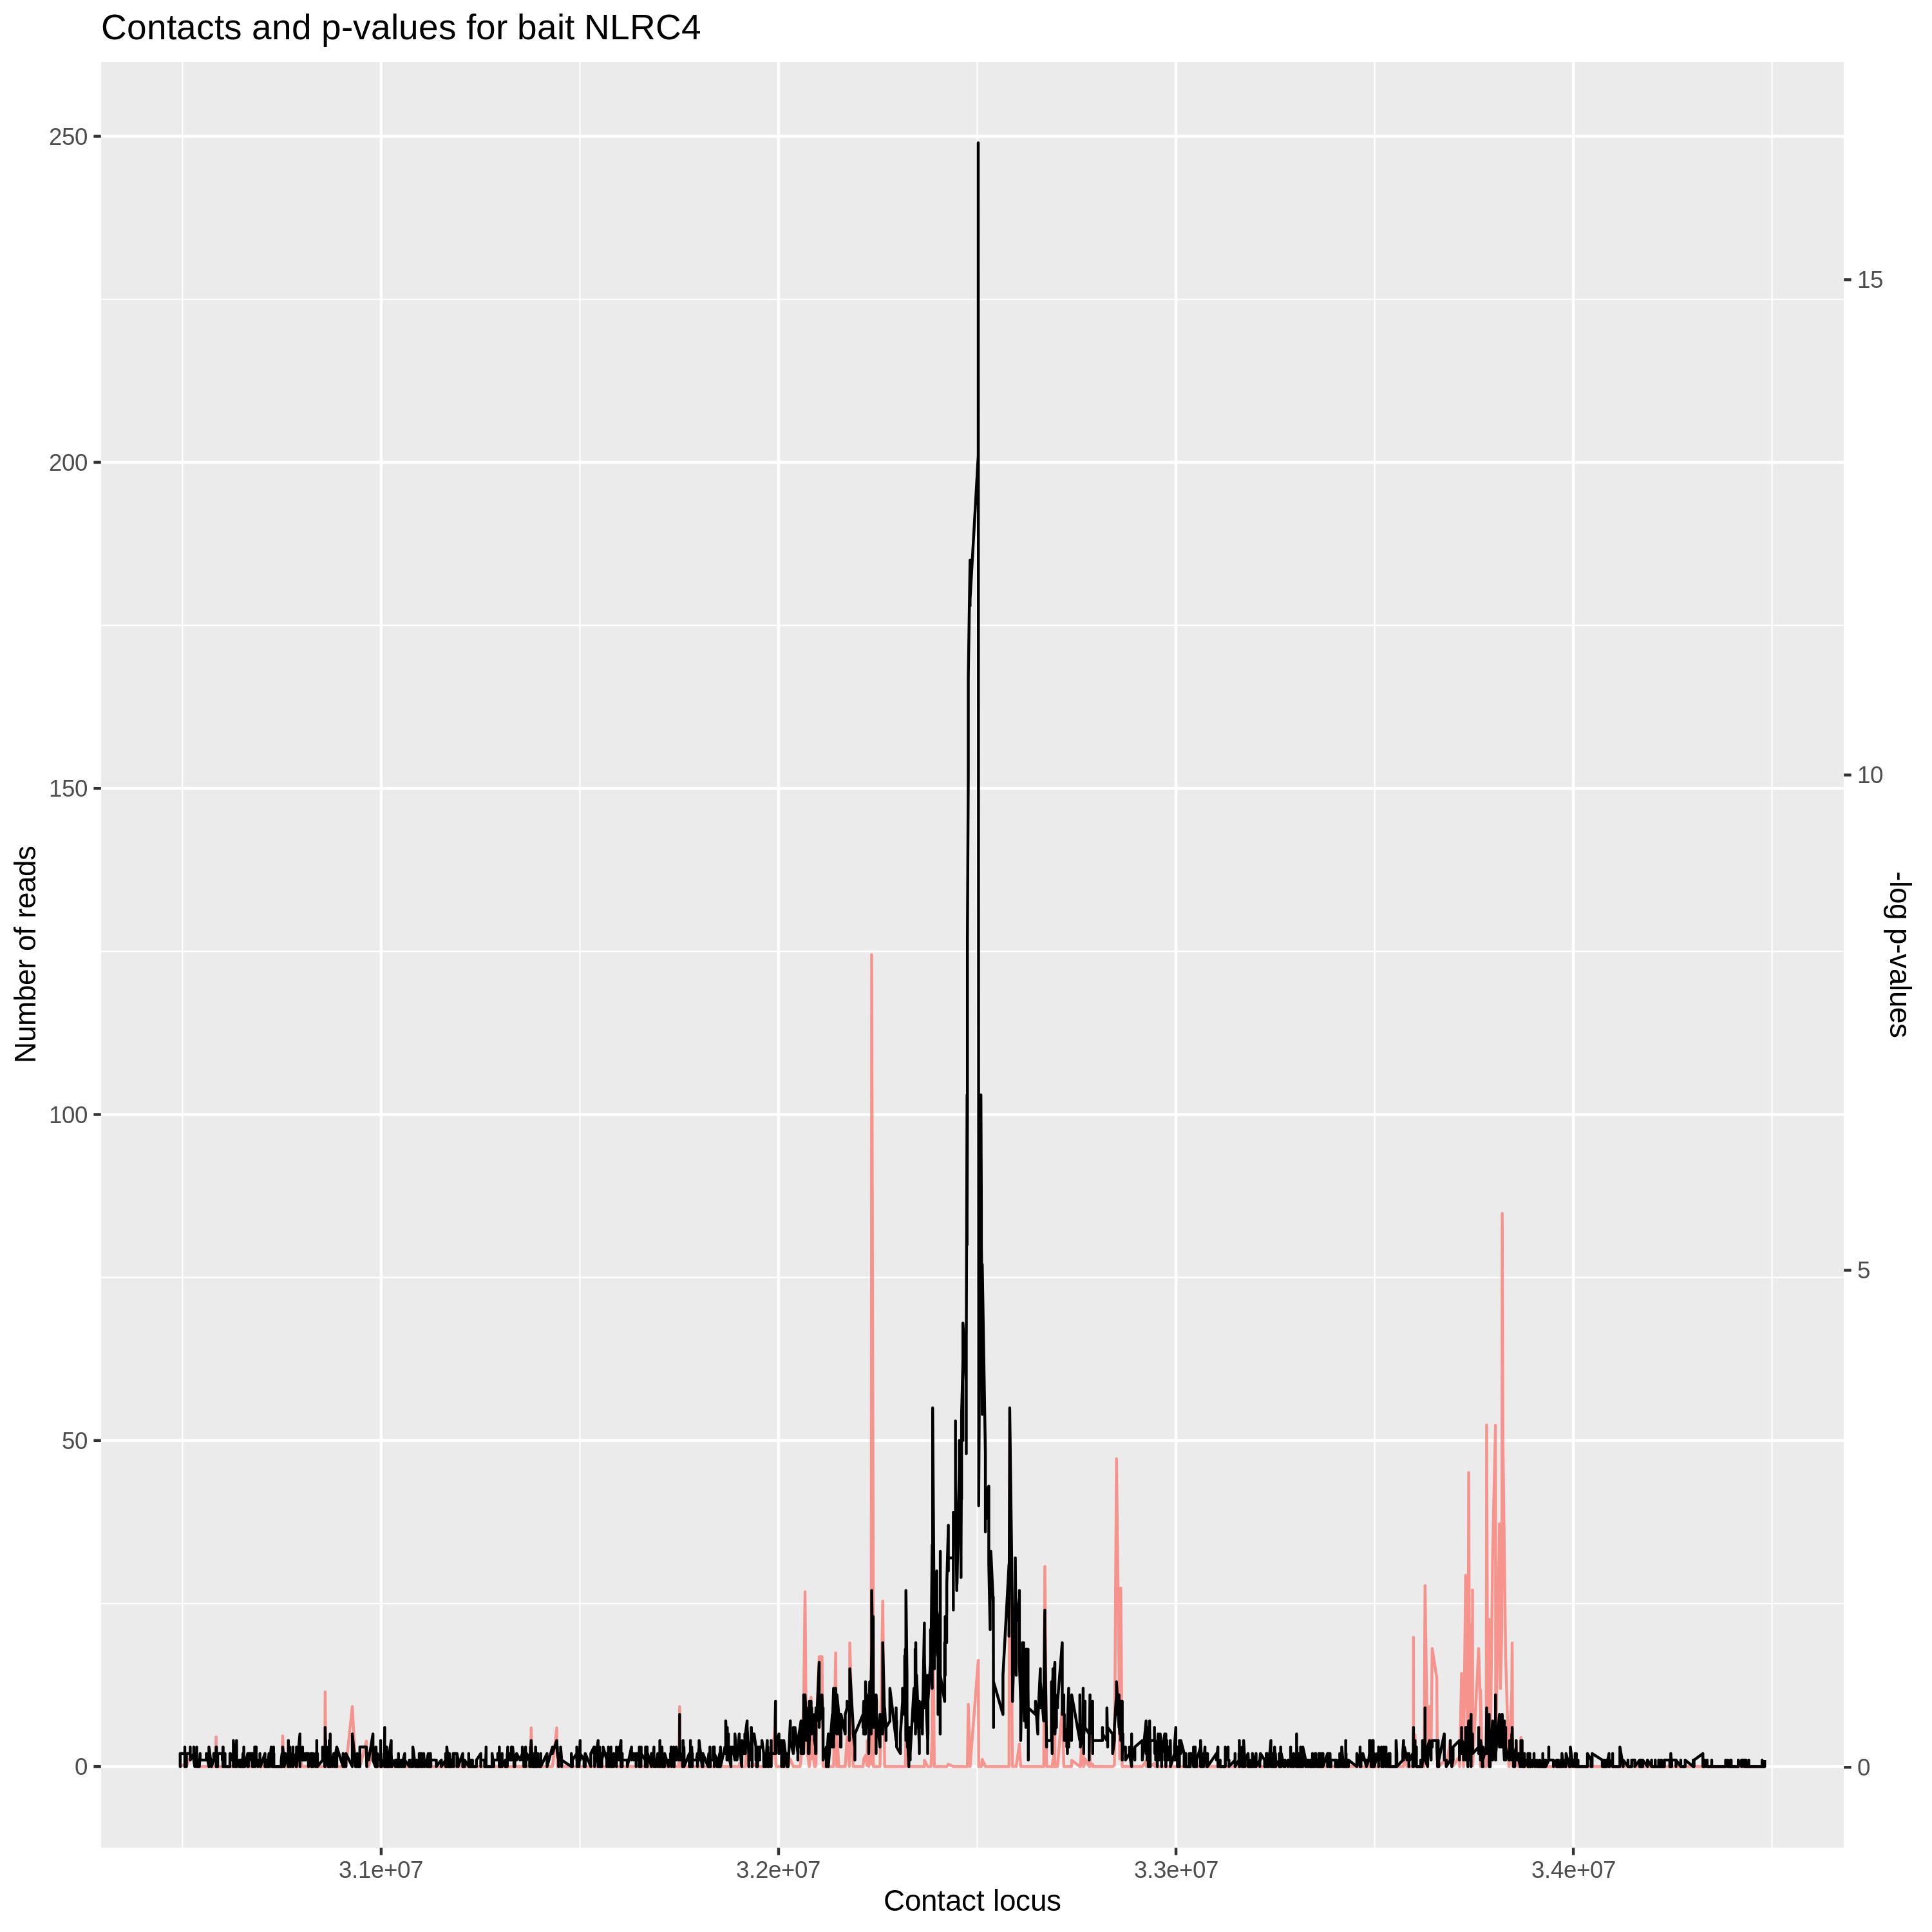 Contacts and p-values for bait NLRC4
250
200
150
100
50
0
Number of reads
15
10
5
0
-log p-values
3.1e+07 3.2e+07 3.3e+07 3.4e+07
Contact locus